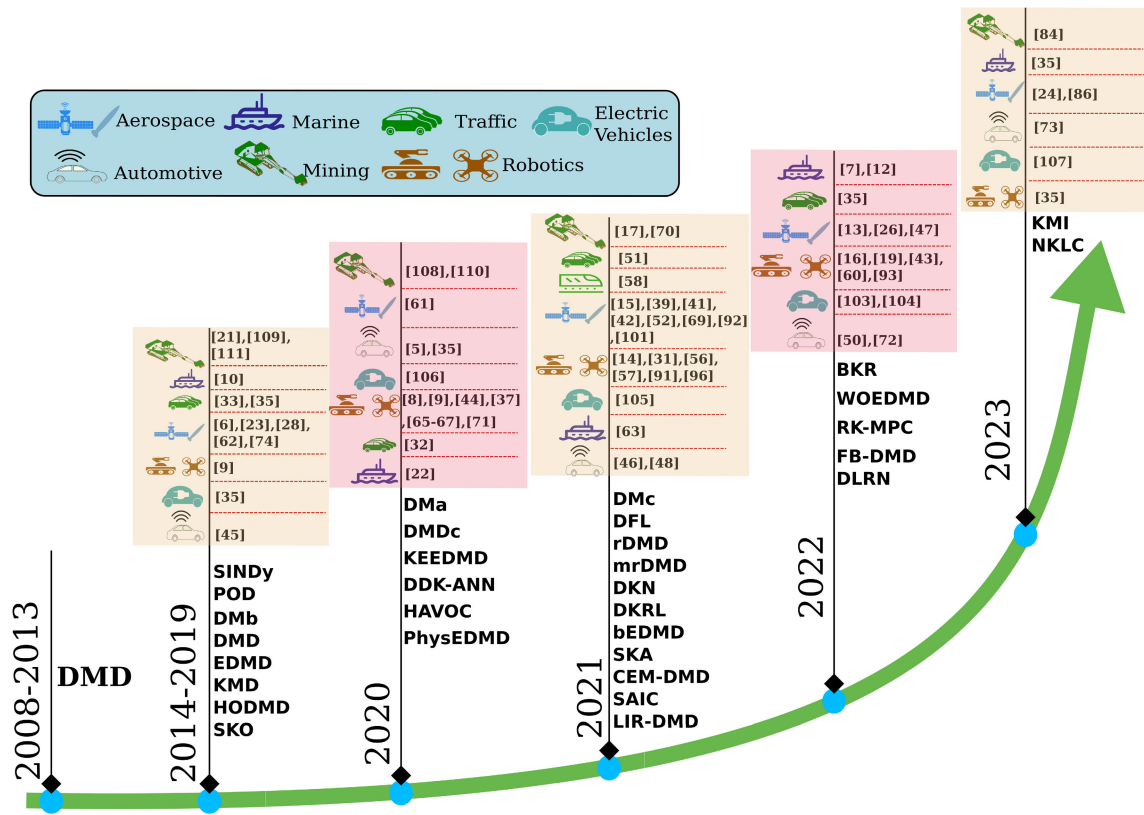 Aerospace
Marine
Traffic
Electric
Vehicles
Automotive
Mining
Robotics
2008-2013
DMD
2014-2019
[21],[109],
[111]
[10]
[33],[35]
[6],[23],[28],
[62],[74]
[9]
[35]
[45]
SINDy
POD
DMb
DMD
EDMD
KMD
HODMD
SKO
2020
[108],[110]
[61]
[5],[35]
[106]
[8],[9],[44],[37]
,[65-67],[71]
[32]
[22]
DMa
DMDc
KEEDMD
DDK-ANN
HAVOC
PhysEDMD
2021
[17],[70]
[51]
[58]
[15],[39],[41],
[42],[52],[69],[92]
,[101]
[14],[31],[56],
[57],[91],[96]
[105]
[63]
[46],[48]
DMc
DFL
rDMD
mrDMD
DKN
DKRL
bEDMD
SKA
CEM-DMD
SAIC
LIR-DMD
2022
[7],[12]
[35]
[13],[26],[47]
[16],[19],[43],
[60],[93]
[103],[104]
[50],[72]
BKR
WOEDMD
RK-MPC
FB-DMD
DLRN
2023
[84]
[35]
[24],[86]
[73]
[107]
[35]
KMI
NKLC